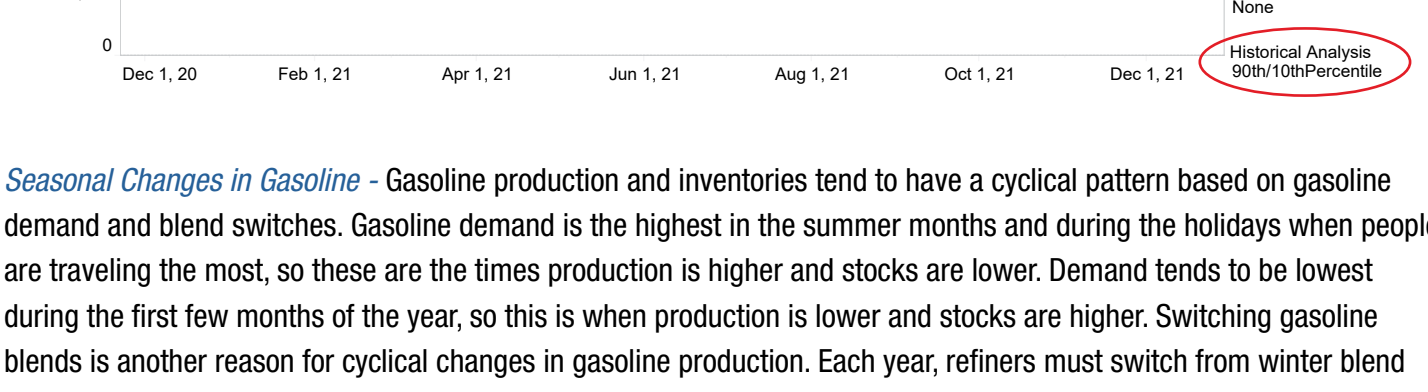 None
0
Historical Analysis
90th/10thPercentile
Dec 1, 20 Feb 1, 21 Apr 1, 21 Jun 1, 21 Aug 1, 21 Oct 1, 21 Dec 1, 21
Seasonal Changes in Gasoline - Gasoline production and inventories tend to have a cyclical pattern based on gasoline
demand and blend switches. Gasoline demand is the highest in the summer months and during the holidays when people
are traveling the most, so these are the times production is higher and stocks are lower. Demand tends to be lowest
during the first few months of the year, so this is when production is lower and stocks are higher. Switching gasoline
blends is another reason for cyclical changes in gasoline production. Each year, refiners must switch from winter blend